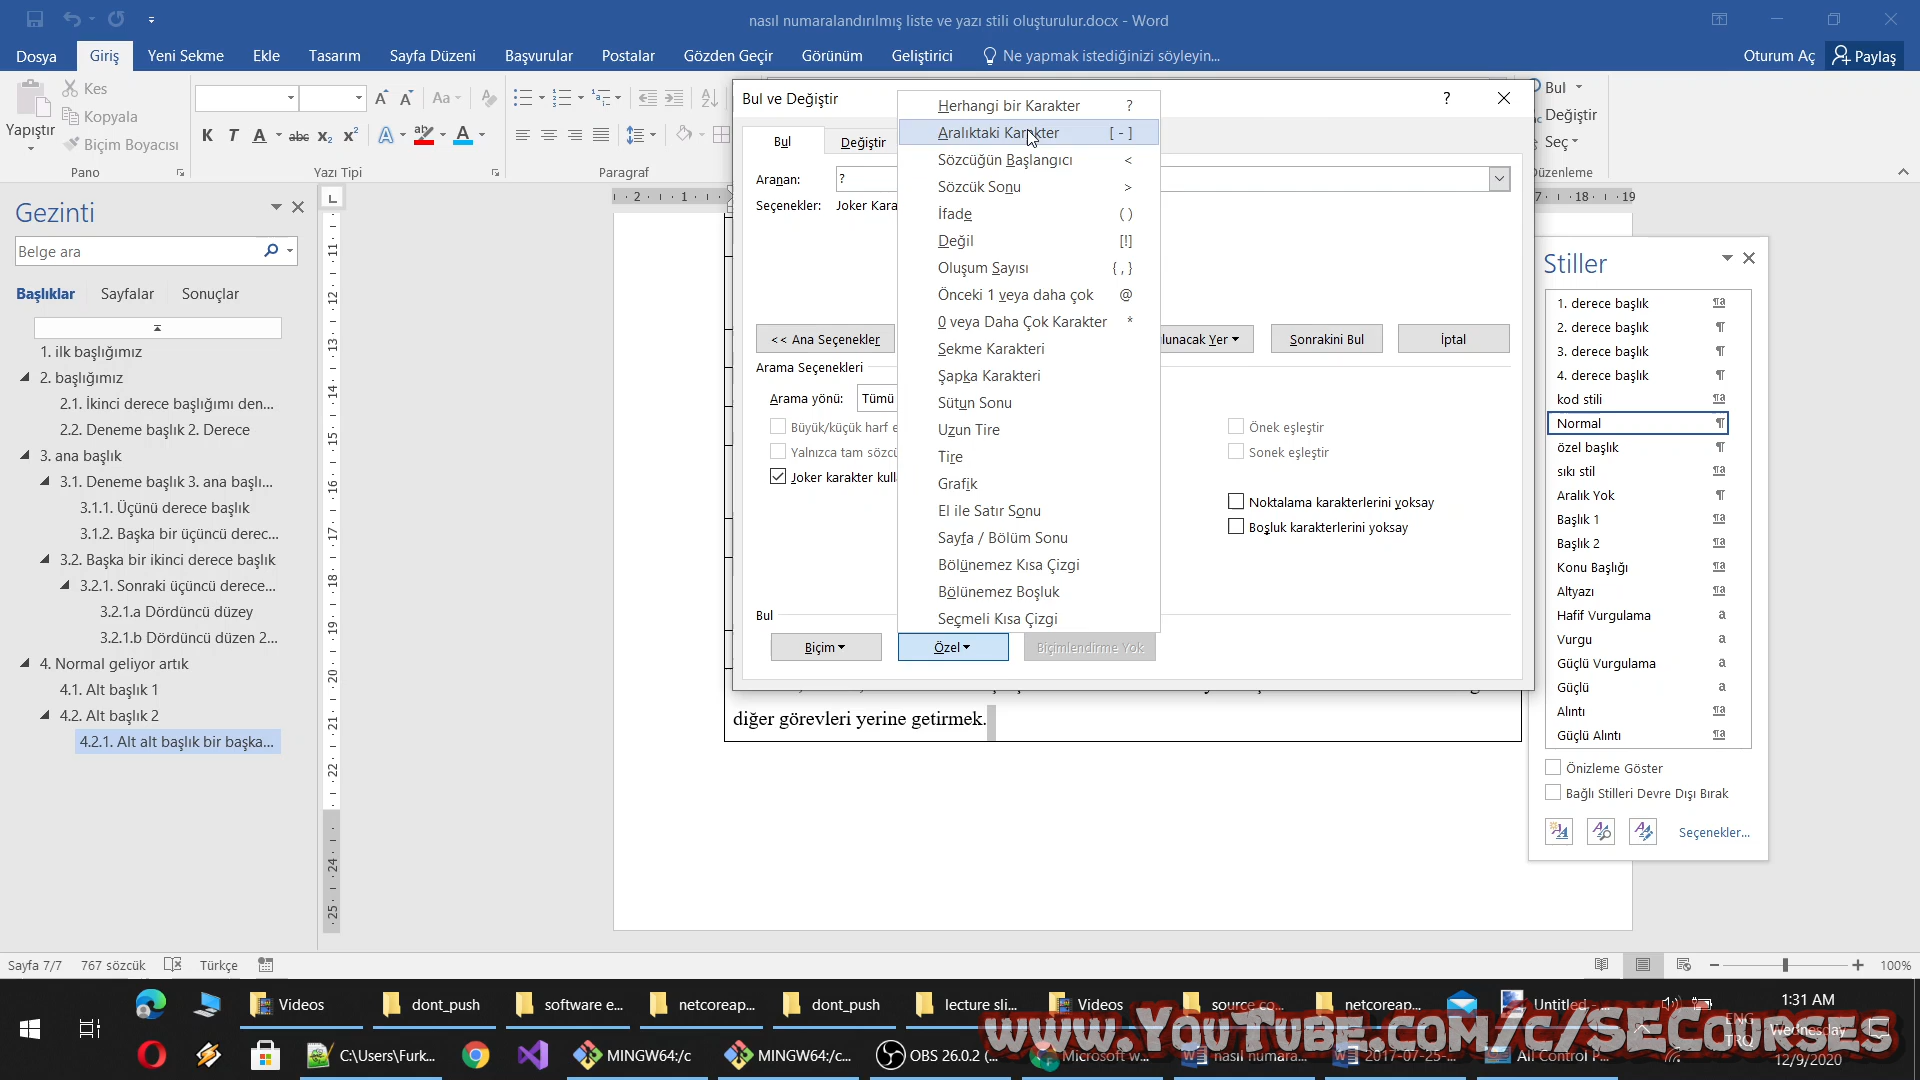 nasıl numaralandırılmış liste ve yazı stili oluşturulur.docx - Word
Dosya Giriş Yeni Sekme Ekle Tasarım Sayfa Düzeni Başvurular Postalar Gözden Geçir Görünüm Geliştirici Ne yapmak istediğinizi söyleyin... Oturum Aç Paylaş
Yapıştır
Kes
Kopyala
Biçim Boyacısı
Aa
K T A abc x₂ x² A A
Pano Yazı Tipi Paragraf
Bul
Değiştir
Seç
Düzenleme
Gezinti
Belge ara
Başlıklar Sayfalar Sonuçlar
1. ilk başlığımız
2. başlığımız
2.1. İkinci derece başlığımı den...
2.2. Deneme başlık 2. Derece
3. ana başlık
3.1. Deneme başlık 3. ana başlı...
3.1.1. Üçünü derece başlık
3.1.2. Başka bir üçüncü derec...
3.2. Başka bir ikinci derece başlık
3.2.1. Sonraki üçüncü derece...
3.2.1.a Dördüncü düzey
3.2.1.b Dördüncü düzen 2...
4. Normal geliyor artık
4.1. Alt başlık 1
4.2. Alt başlık 2
4.2.1. Alt alt başlık bir başka...
Bul ve Değiştir ?
Bul Değiştir
Aranan: ?
Seçenekler: Joker Kara
<< Ana Seçenekler lunacak Yer Sonrakini Bul İptal
Arama Seçenekleri
Arama yönü: Tümü
Büyük/küçük harf e
Yalnızca tam sözcü
Joker karakter kull
Önek eşleştir
Sonek eşleştir
Noktalama karakterlerini yoksay
Boşluk karakterlerini yoksay
Bul
Biçim Özel Biçimlendirme Yok
Herhangi bir Karakter ?
Aralıktaki Karakter [ - ]
Sözcüğün Başlangıcı <
Sözcük Sonu >
İfade ( )
Değil [!]
Oluşum Sayısı { , }
Önceki 1 veya daha çok @
0 veya Daha Çok Karakter *
Sekme Karakteri
Şapka Karakteri
Sütun Sonu
Uzun Tire
Tire
Grafik
El ile Satır Sonu
Sayfa / Bölüm Sonu
Bölünemez Kısa Çizgi
Bölünemez Boşluk
Seçmeli Kısa Çizgi
diğer görevleri yerine getirmek.
Stiller
1. derece başlık
2. derece başlık
3. derece başlık
4. derece başlık
kod stili
Normal
özel başlık
sıkı stil
Aralık Yok
Başlık 1
Başlık 2
Konu Başlığı
Altyazı
Hafif Vurgulama
Vurgu
Güçlü Vurgulama
Güçlü
Alıntı
Güçlü Alıntı
Önizleme Göster
Bağlı Stilleri Devre Dışı Bırak
Seçenekler...
Sayfa 7/7 767 sözcük Türkçe 100%
Videos dont_push software e... netcoreap... dont_push lecture sli... Videos source co... netcoreap... Untitled 1:31 AM
C:\Users\Furk... MINGW64:/c MINGW64:/c... OBS 26.0.2 (... Microsoft w... nasıl numara... 2017-07-25-... All Control P...
ENG
TRQ
Wednesday
12/9/2020
www.YouTube.com/c/SECourses